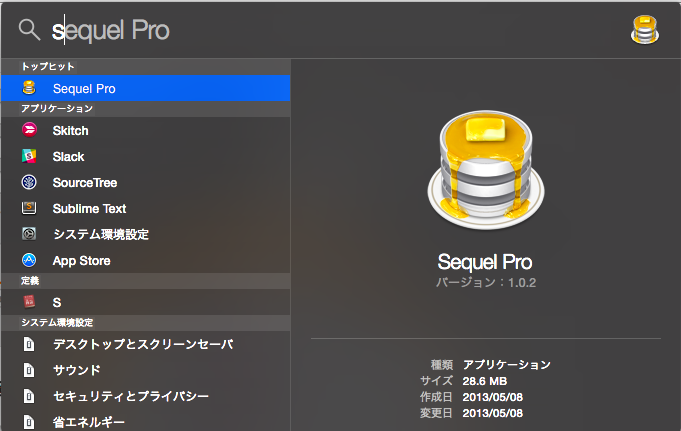 sequel Pro
トップヒット
Sequel Pro
アプリケーション
Skitch
Slack
SourceTree
Sublime Text
システム環境設定
App Store
定義
S
システム環境設定
デスクトップとスクリーンセーバ
サウンド
セキュリティとプライバシー
省エネルギー
Sequel Pro
バージョン：1.0.2
種類 アプリケーション
サイズ 28.6 MB
作成日 2013/05/08
変更日 2013/05/08